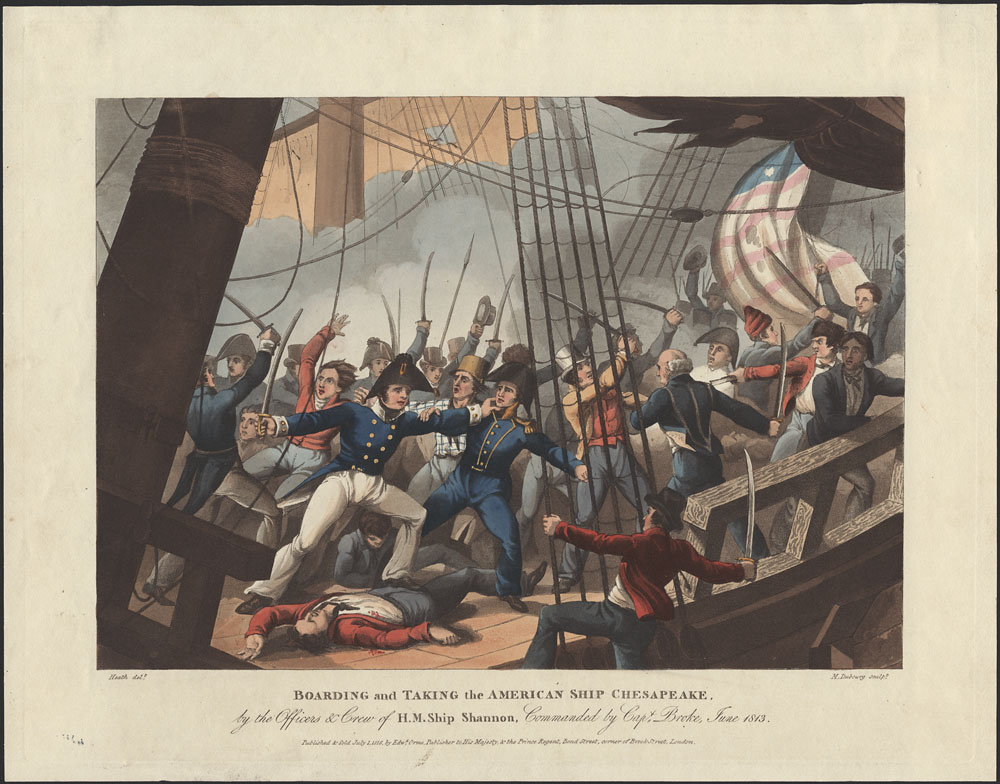 Heath delt.
M. Dubourg sculpt.
BOARDING and TAKING the AMERICAN SHIP CHESAPEAKE,
by the Officers & Crew of H.M. Ship Shannon, Commanded by Capt. Broke, June 1813.
Published & Sold July 1, 1816, by Edwd. Orme, Publisher to His Majesty, & the Prince Regent, Bond Street, corner of Brook Street, London.